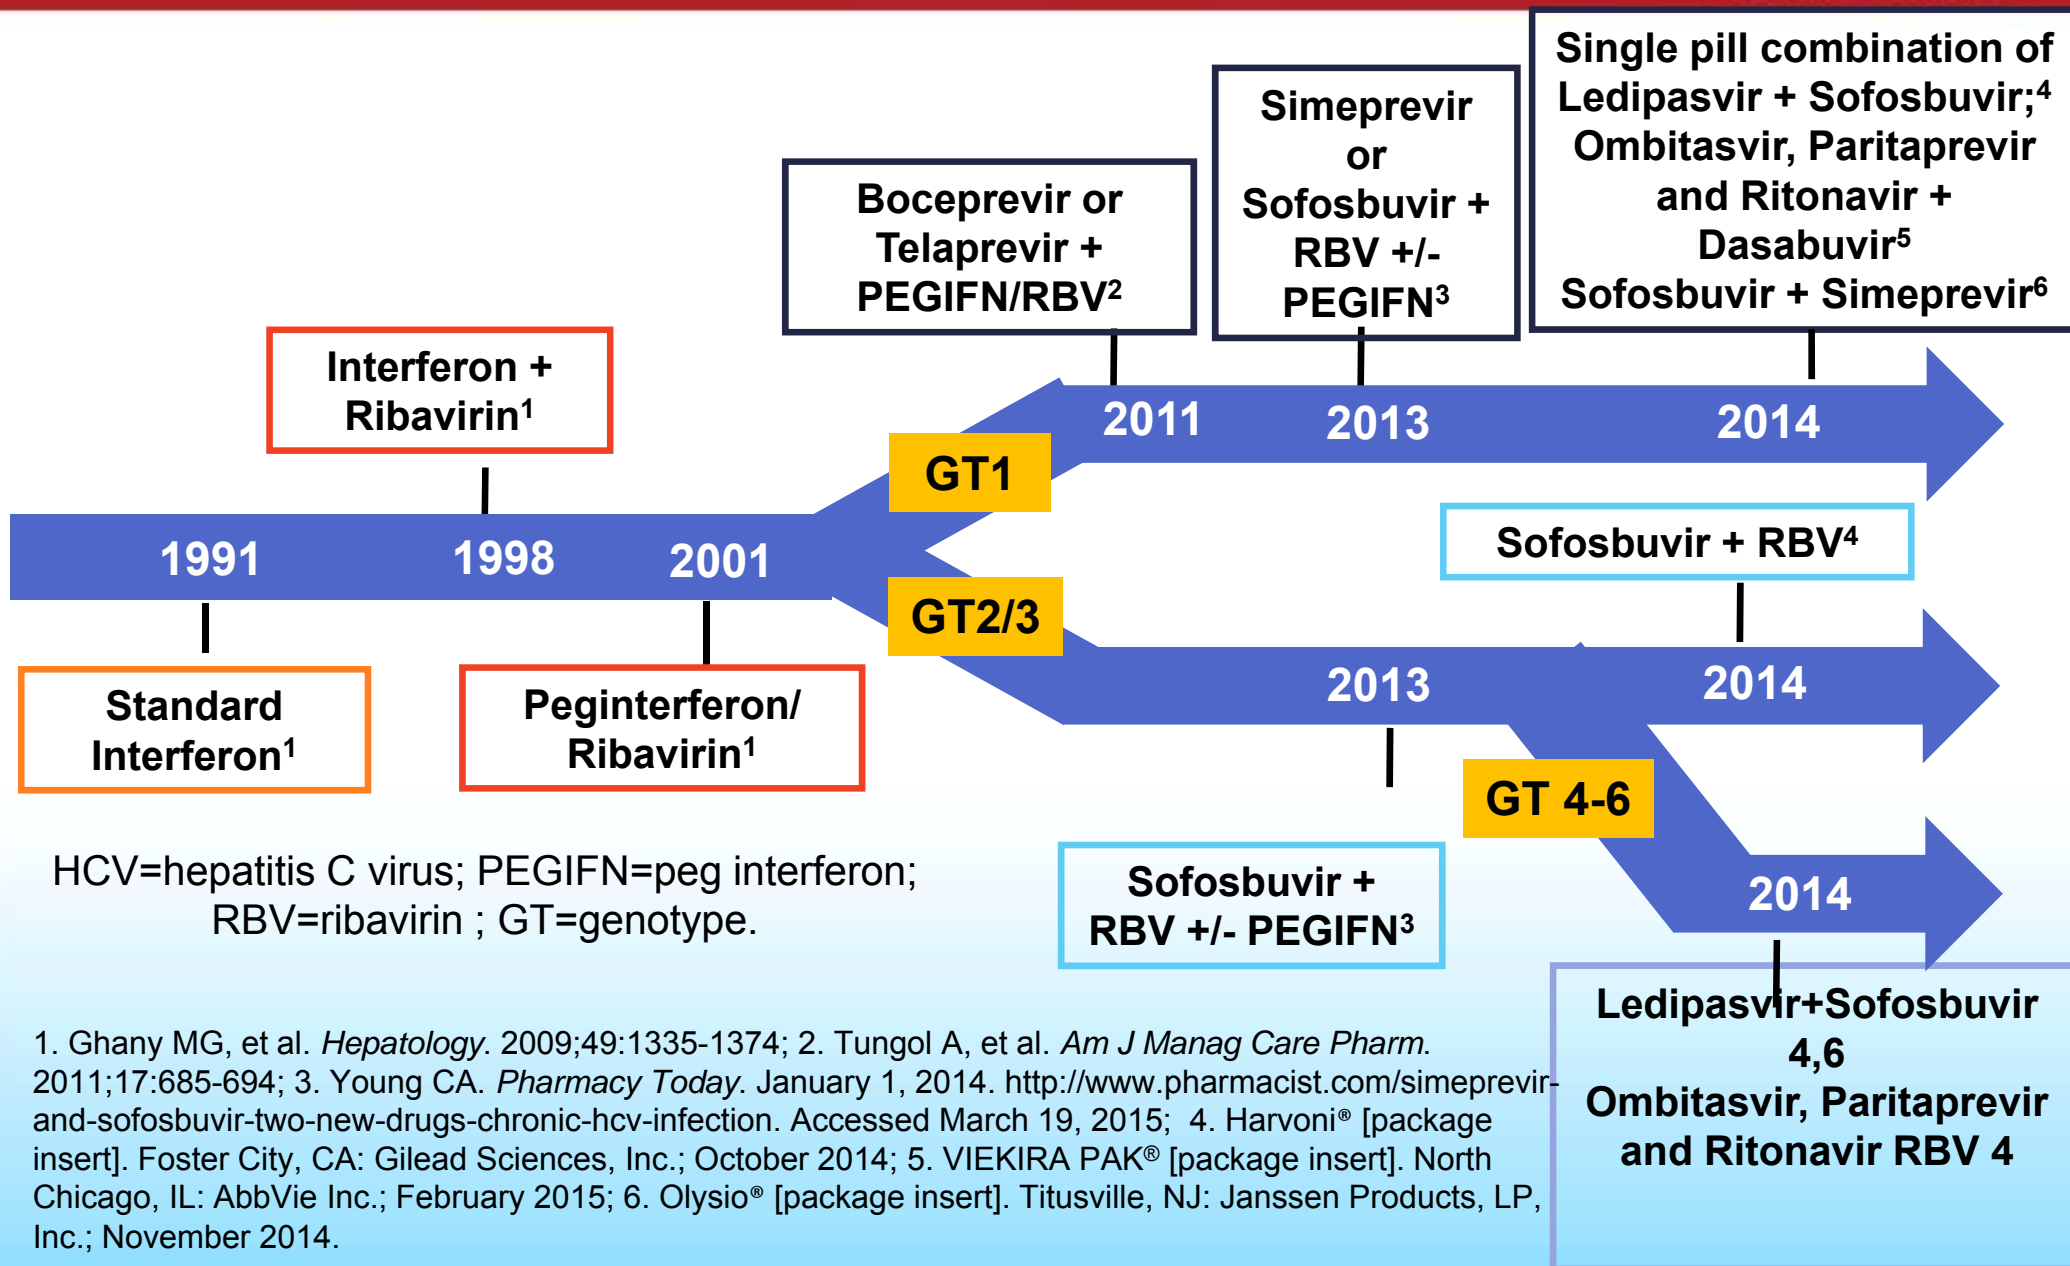 Single pill combination of
Ledipasvir + Sofosbuvir;⁴
Ombitasvir, Paritaprevir
and Ritonavir +
Dasabuvir⁵
Sofosbuvir + Simeprevir⁶
Simeprevir
or
Sofosbuvir +
RBV +/-
PEGIFN³
Boceprevir or
Telaprevir +
PEGIFN/RBV²
Interferon +
Ribavirin¹
2011
2013
2014
GT1
Sofosbuvir + RBV⁴
1991
1998
2001
GT2/3
2013
2014
Standard
Interferon¹
Peginterferon/
Ribavirin¹
GT 4-6
HCV=hepatitis C virus; PEGIFN=peg interferon;
RBV=ribavirin ; GT=genotype.
Sofosbuvir +
RBV +/- PEGIFN³
2014
Ledipasvir+Sofosbuvir
4,6
Ombitasvir, Paritaprevir
and Ritonavir RBV 4
1. Ghany MG, et al. Hepatology. 2009;49:1335-1374; 2. Tungol A, et al. Am J Manag Care Pharm.
2011;17:685-694; 3. Young CA. Pharmacy Today. January 1, 2014. http://www.pharmacist.com/simeprevir-
and-sofosbuvir-two-new-drugs-chronic-hcv-infection. Accessed March 19, 2015;  4. Harvoni® [package
insert]. Foster City, CA: Gilead Sciences, Inc.; October 2014; 5. VIEKIRA PAK® [package insert]. North
Chicago, IL: AbbVie Inc.; February 2015; 6. Olysio® [package insert]. Titusville, NJ: Janssen Products, LP,
Inc.; November 2014.